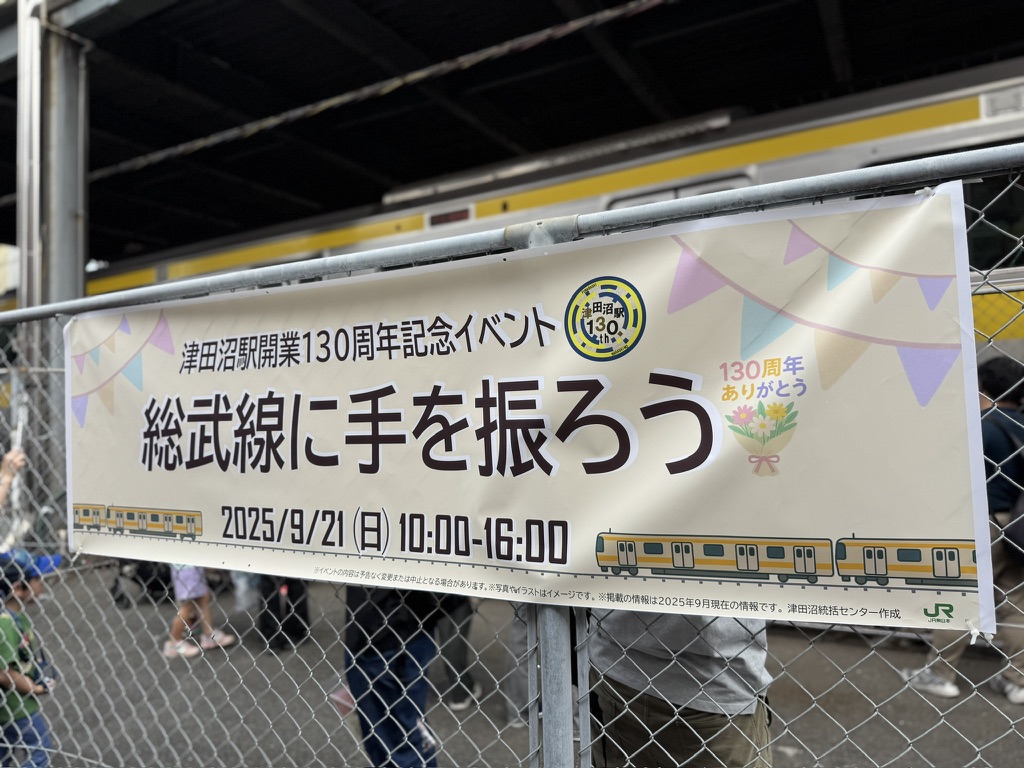 津田沼駅開業130周年記念イベント
津田沼駅
130
th
総武線に手を振ろう
130周年
ありがとう
2025/9/21(日)10:00-16:00
※イベントの内容は予告なく変更または中止となる場合があります。※写真やイラストはイメージです。※掲載の情報は2025年9月現在の情報です。津田沼統括センター作成
JR
JR東日本